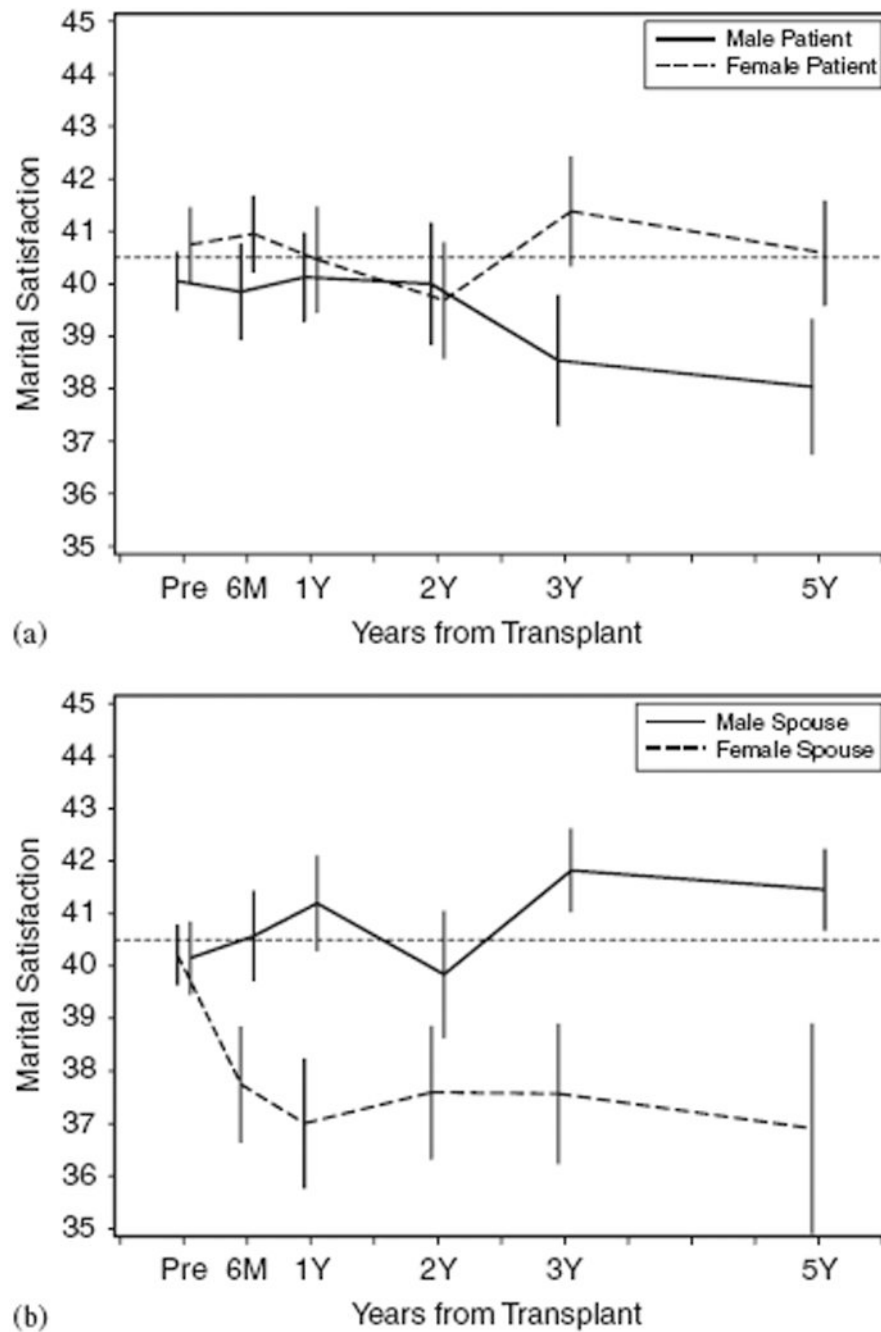 45
44
43
42
41
40
39
38
37
36
35
Marital Satisfaction
Male Patient
Female Patient
Pre 6M 1Y 2Y 3Y 5Y
(a)
Years from Transplant
45
44
43
42
41
40
39
38
37
36
35
Marital Satisfaction
Male Spouse
Female Spouse
Pre 6M 1Y 2Y 3Y 5Y
(b)
Years from Transplant